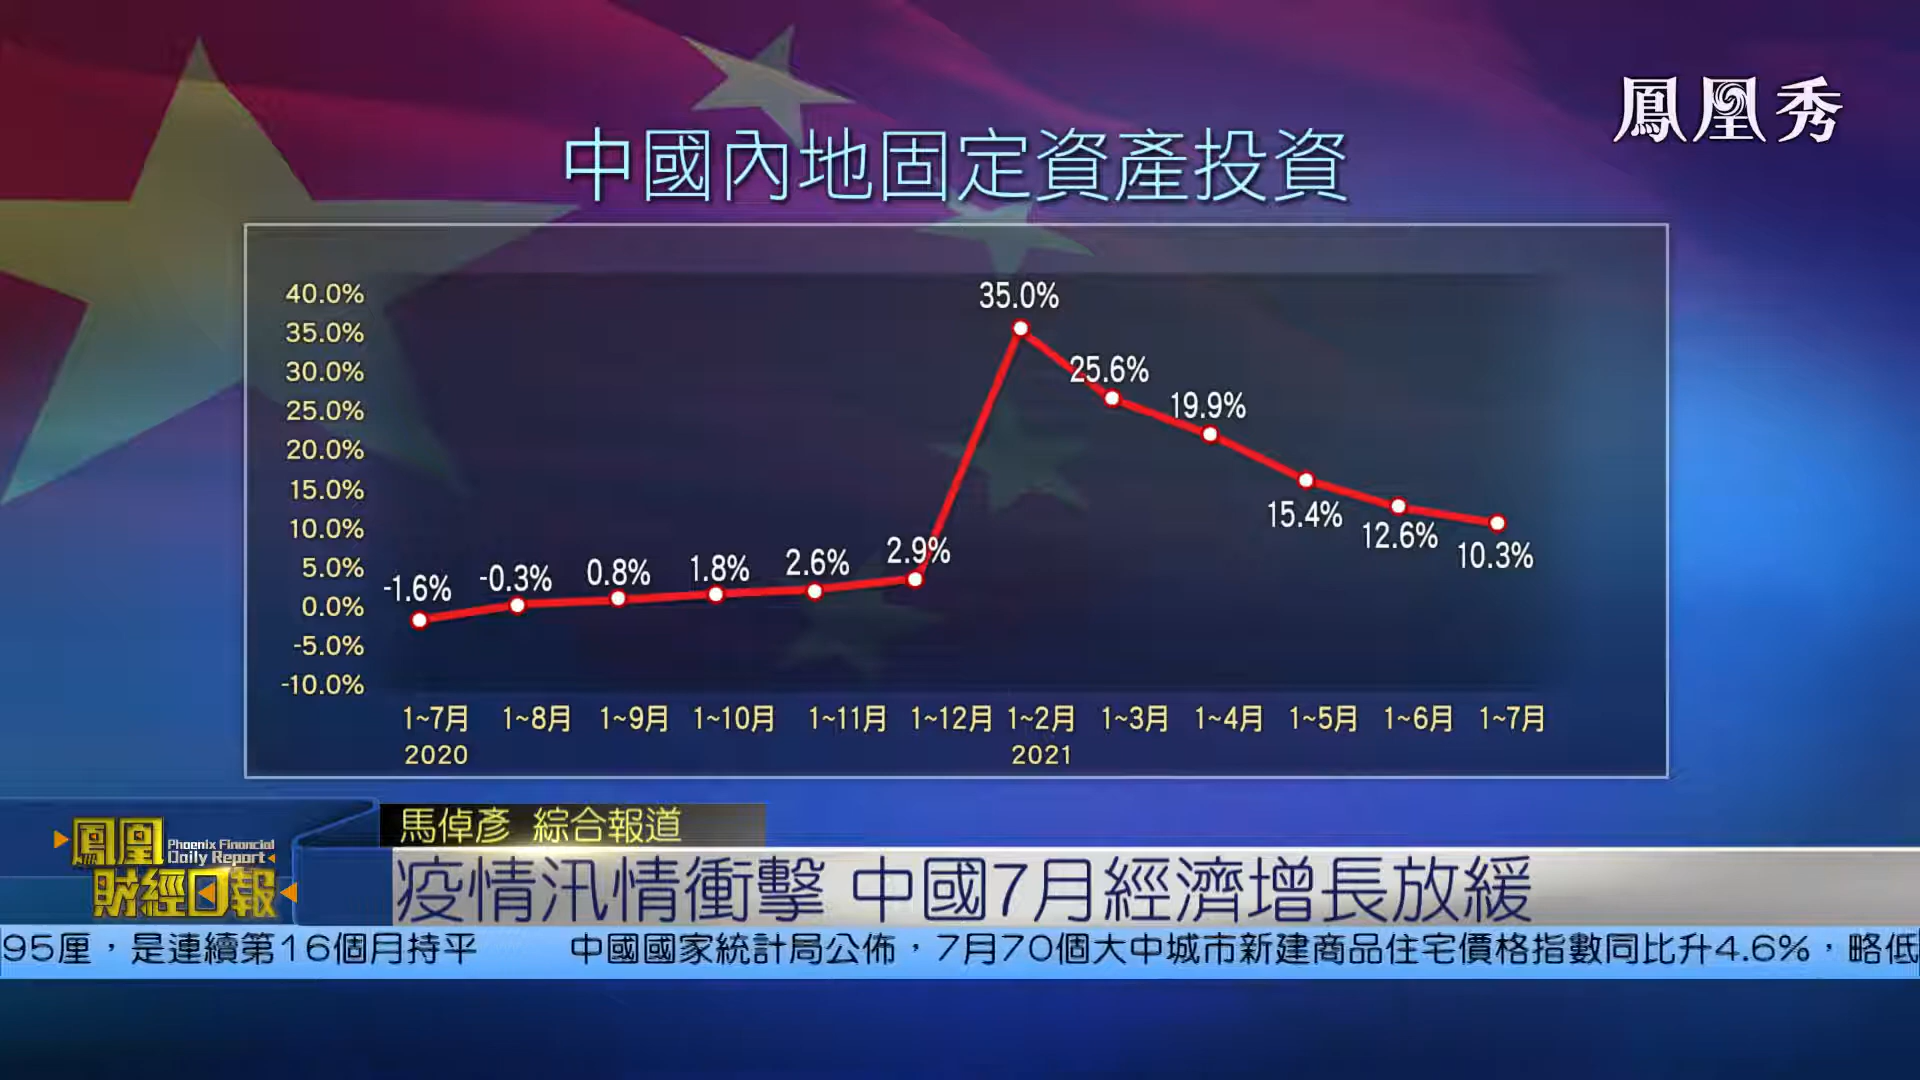 鳳凰秀
中國內地固定資產投資
40.0%
35.0%
30.0%
25.0%
20.0%
15.0%
10.0%
5.0%
0.0%
-5.0%
-10.0%
-1.6%
-0.3%
0.8%
1.8%
2.6%
2.9%
35.0%
25.6%
19.9%
15.4%
12.6%
10.3%
1~7月 1~8月 1~9月 1~10月 1~11月 1~12月 1~2月 1~3月 1~4月 1~5月 1~6月 1~7月
2020 2021
馬倬彥 綜合報道
鳳凰 Phoenix Financial
Daily Report
財經日報
疫情汛情衝擊 中國7月經濟增長放緩
95厘，是連續第16個月持平 中國國家統計局公佈，7月70個大中城市新建商品住宅價格指數同比升4.6%，略低